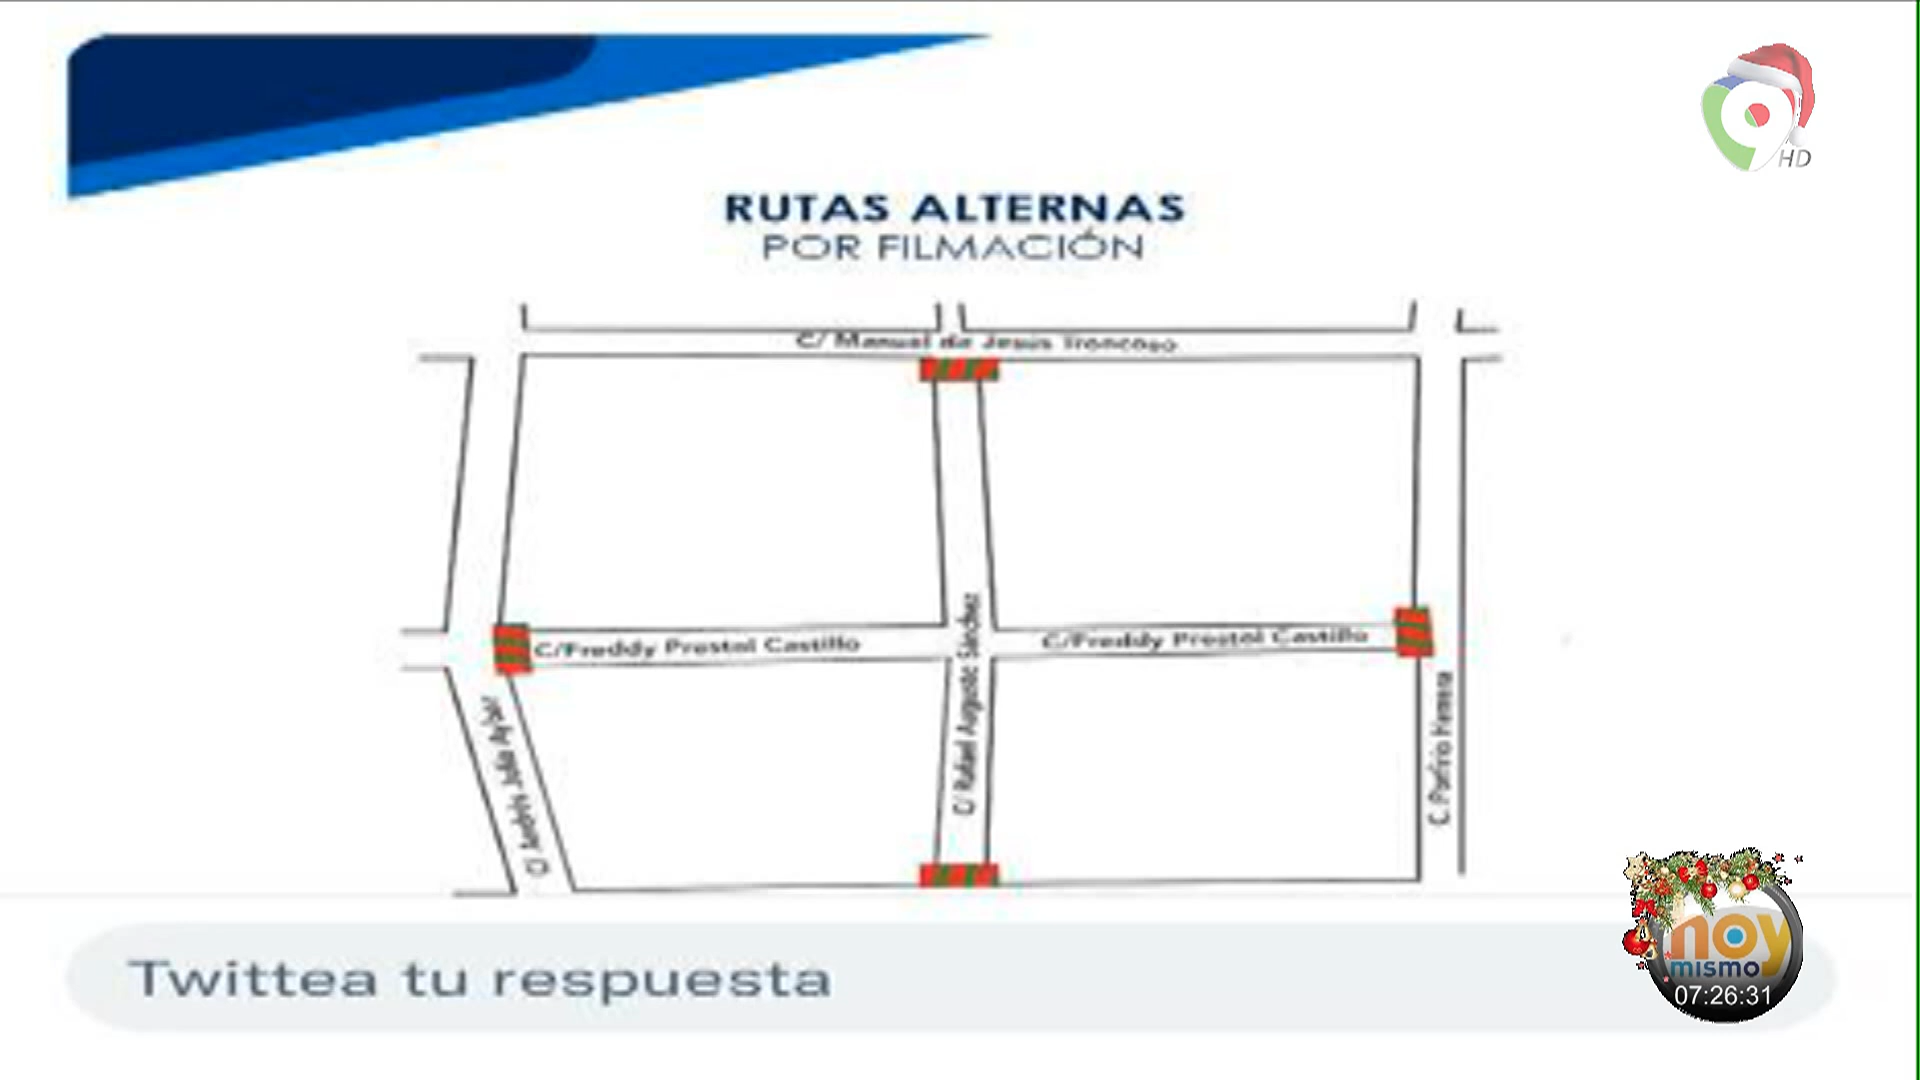 HD
RUTAS ALTERNAS
POR FILMACIÓN
C/ Manuel de Jesús Troncoso
C/Freddy Prestol Castillo
C/Freddy Prestol Castillo
C/ Rafael Augusto Sánchez
C/ Andrés Julio Aybar
C. Porfirio Herrera
Twittea tu respuesta
hoy
mismo
07:26:31